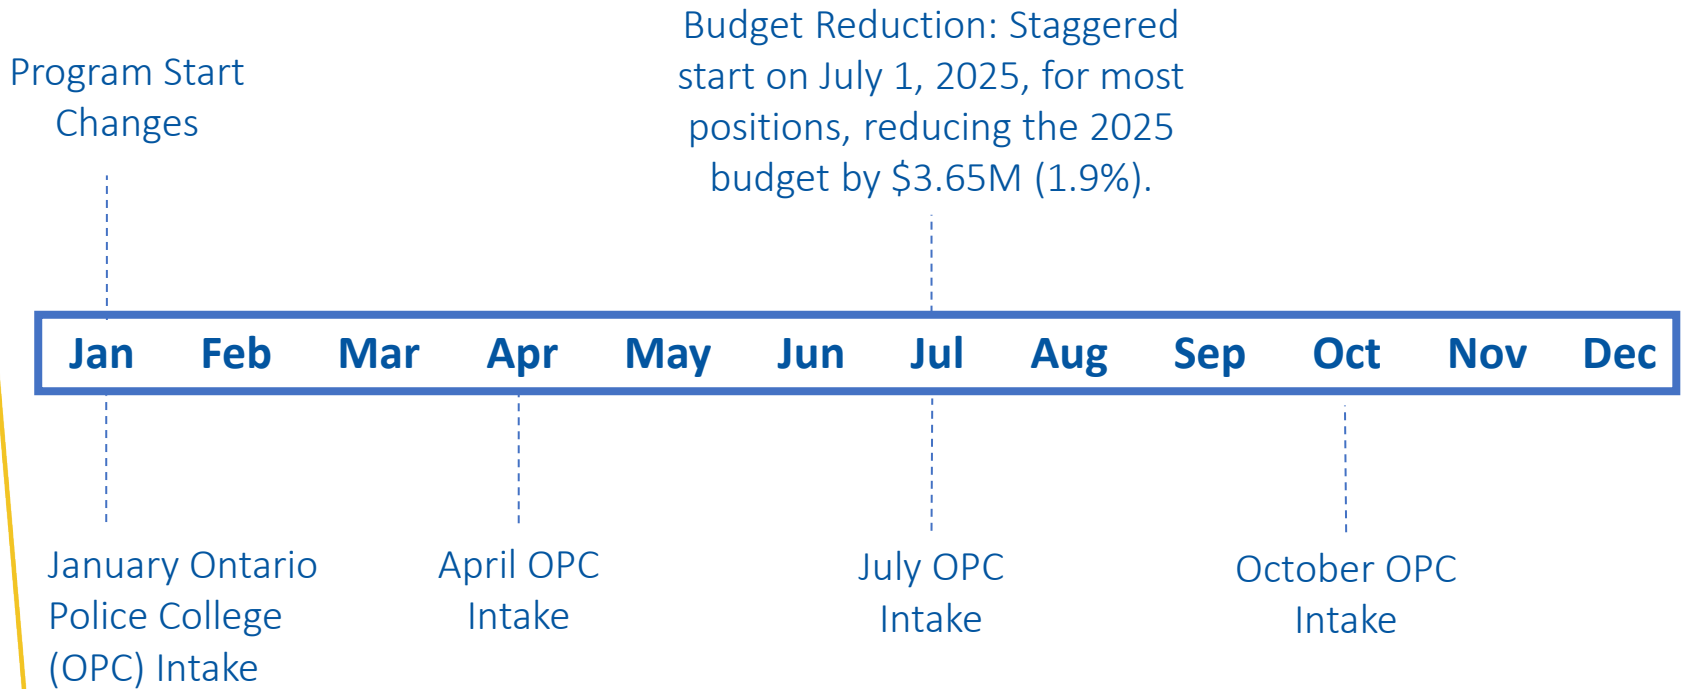 Program Start
Changes
Budget Reduction: Staggered
start on July 1, 2025, for most
positions, reducing the 2025
budget by $3.65M (1.9%).
Jan Feb Mar Apr May Jun Jul Aug Sep Oct Nov Dec
January Ontario
Police College
(OPC) Intake
April OPC
Intake
July OPC
Intake
October OPC
Intake